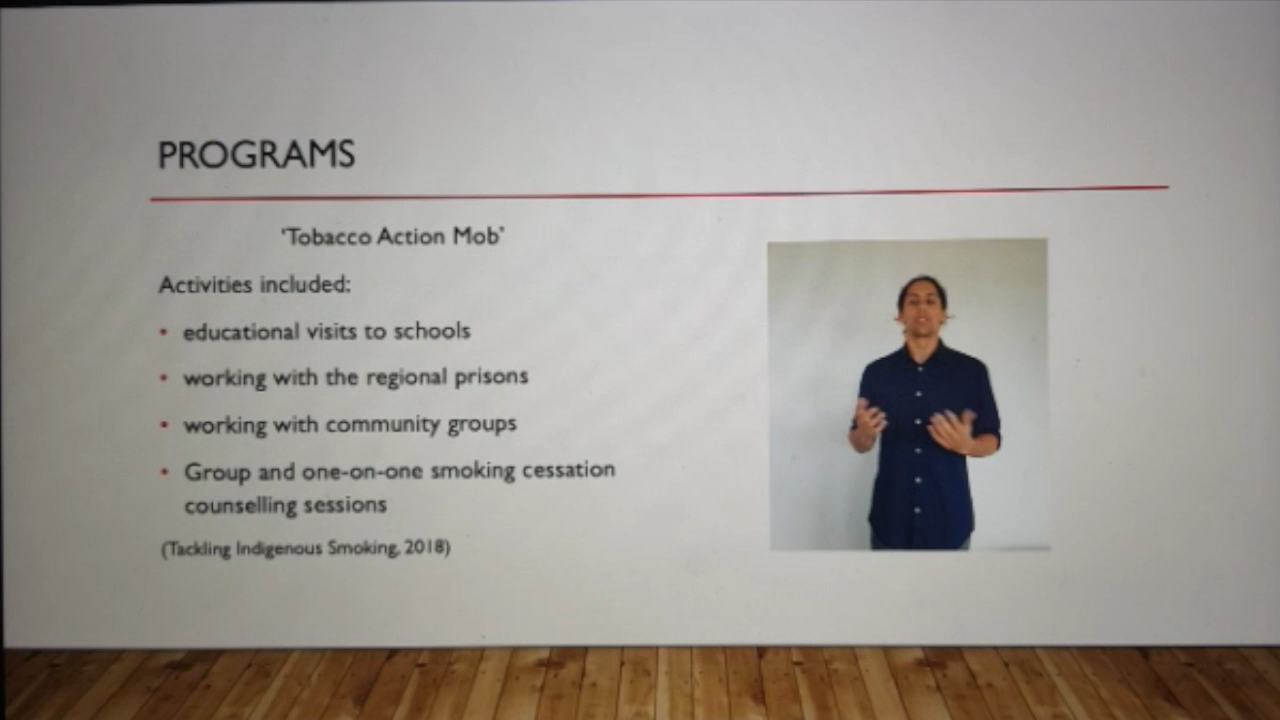 PROGRAMS
‘Tobacco Action Mob’
Activities included:
• educational visits to schools
• working with the regional prisons
• working with community groups
• Group and one-on-one smoking cessation
counselling sessions
(Tackling Indigenous Smoking, 2018)